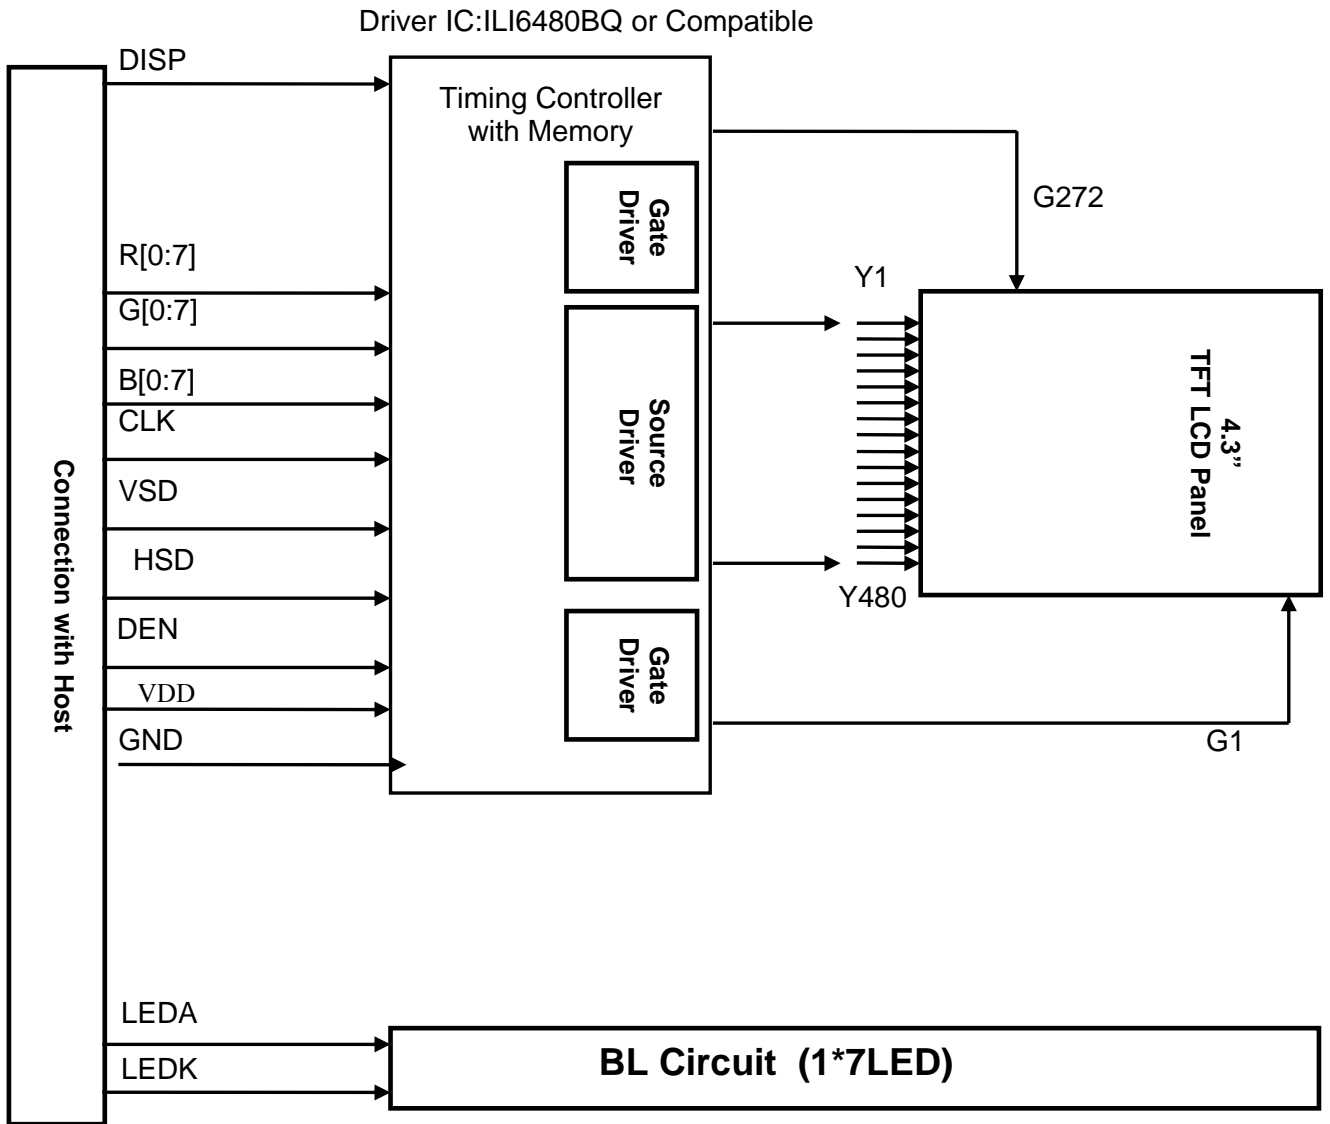 Driver IC:ILI6480BQ or Compatible
DISP
Timing Controller
with Memory
Gate
Driver
G272
R[0:7]
Y1
G[0:7]
B[0:7]
CLK
Source
Driver
4.3”
TFT LCD Panel
Connection with Host
VSD
HSD
Y480
DEN
Gate
Driver
VDD
GND
G1
LEDA
LEDK
BL Circuit (1*7LED)